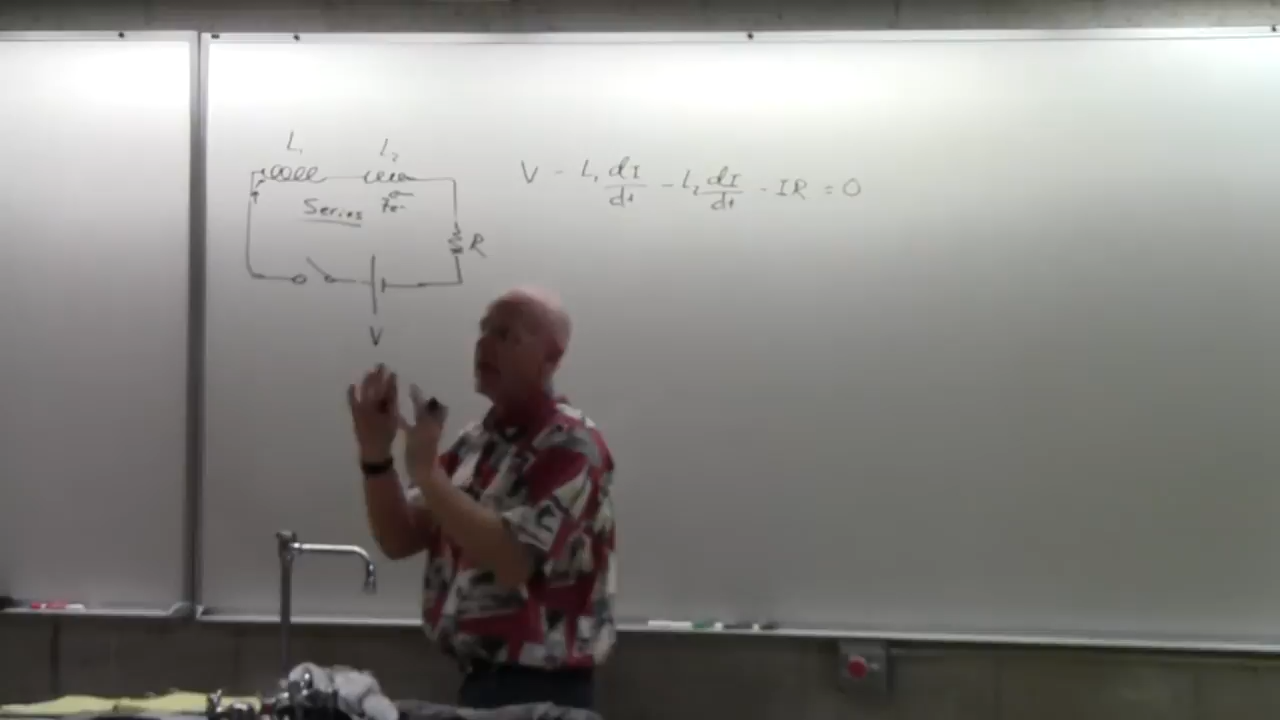 L₁ L₂
Series
R
V
V - L₁ dI/dt - L₂ dI/dt - IR = 0